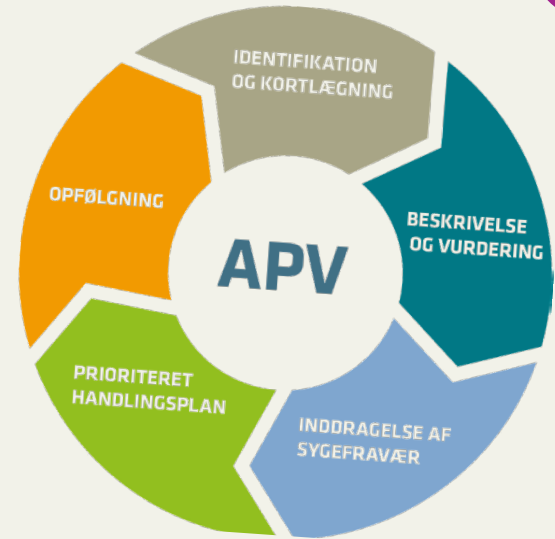 IDENTIFIKATION
OG KORTLÆGNING
BESKRIVELSE
OG VURDERING
INDDRAGELSE AF
SYGEFRAVÆR
PRIORITERET
HANDLINGSPLAN
OPFØLGNING
APV